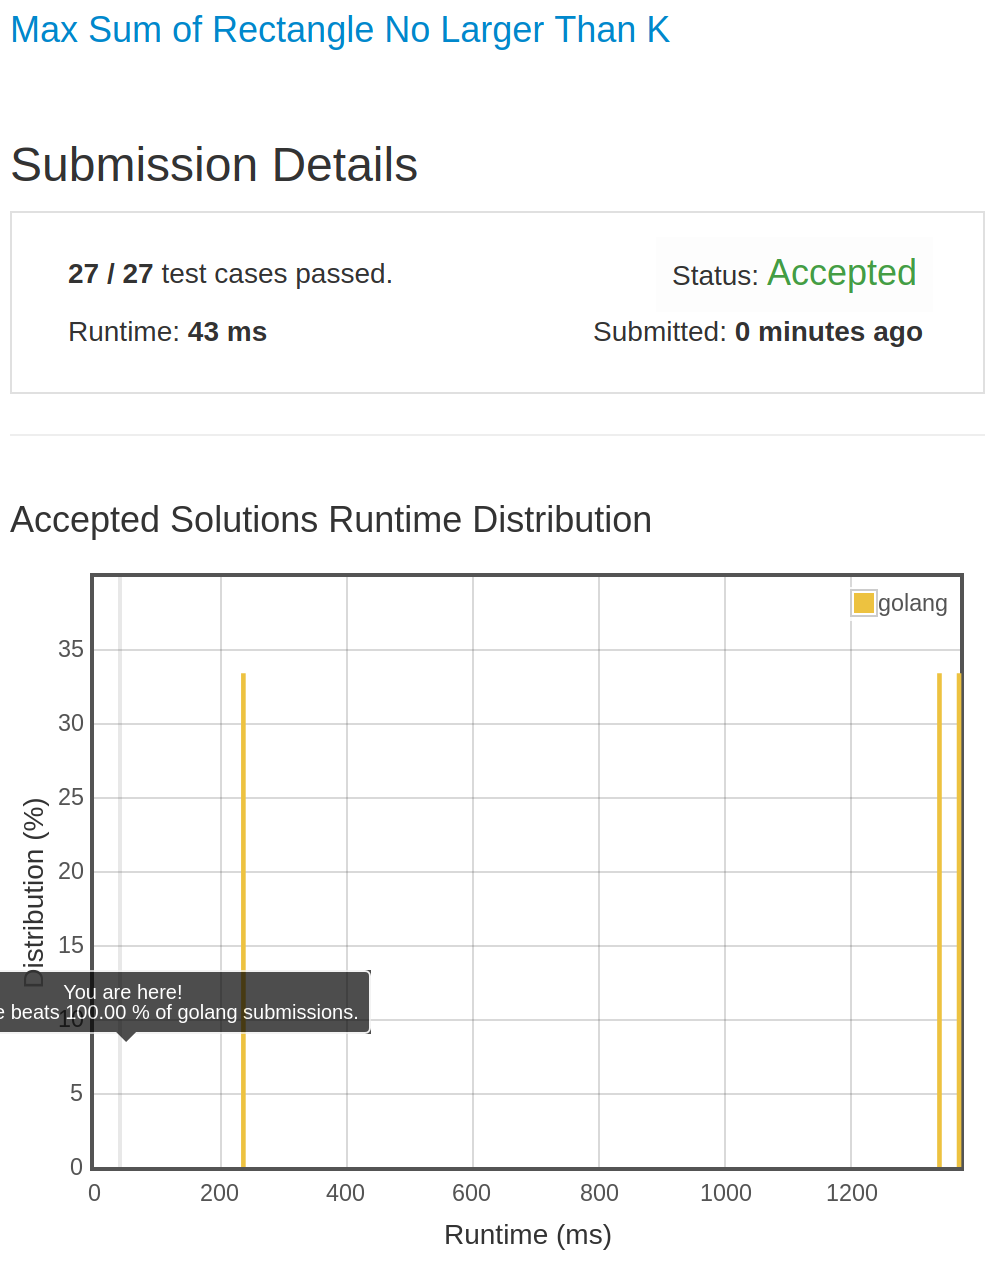 Max Sum of Rectangle No Larger Than K
Submission Details
27 / 27 test cases passed.
Status: Accepted
Runtime: 43 ms
Submitted: 0 minutes ago
Accepted Solutions Runtime Distribution
golang
35
30
25
20
15
10
5
0
Distribution (%)
You are here!
e beats 100.00 % of golang submissions.
0
200
400
600
800
1000
1200
Runtime (ms)